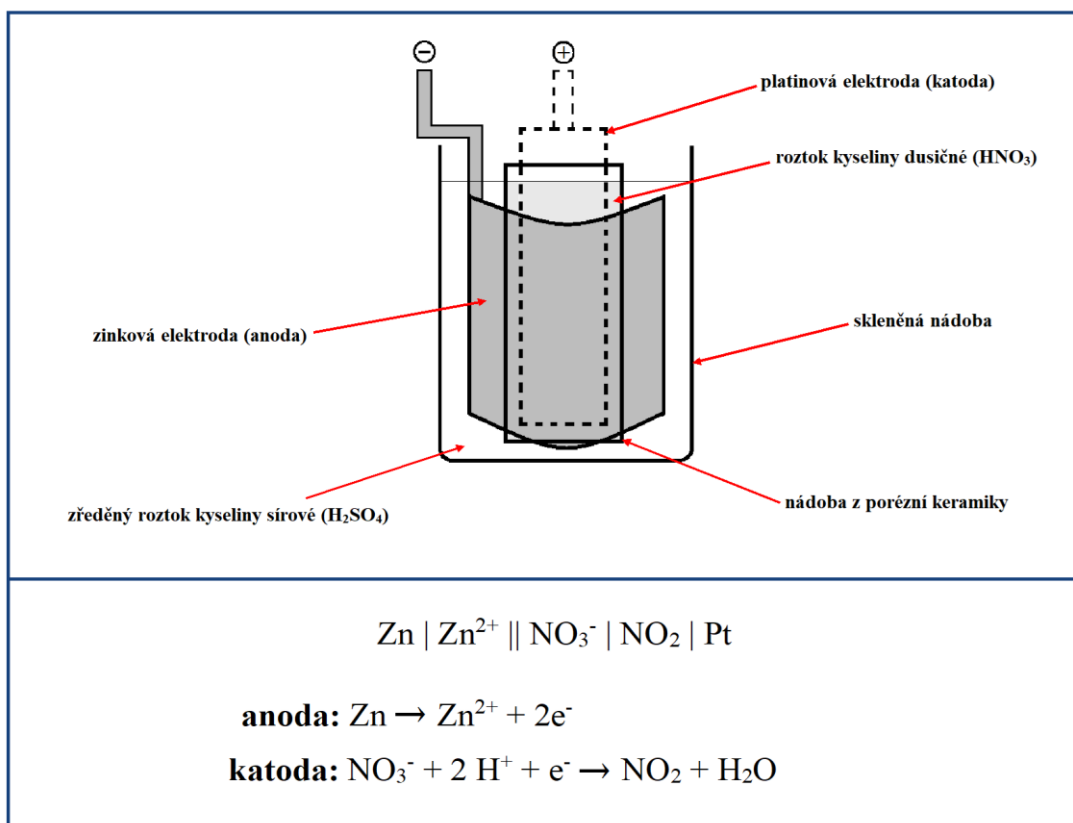 ⊖
⊕
platinová elektroda (katoda)
roztok kyseliny dusičné (HNO₃)
zinková elektroda (anoda)
skleněná nádoba
nádoba z porézní keramiky
zředěný roztok kyseliny sírové (H₂SO₄)
Zn | Zn²⁺ || NO₃⁻ | NO₂ | Pt
anoda: Zn → Zn²⁺ + 2e⁻
katoda: NO₃⁻ + 2 H⁺ + e⁻ → NO₂ + H₂O